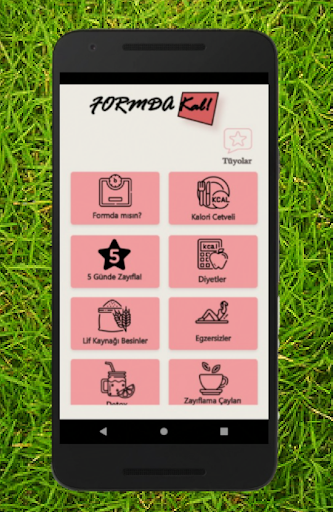 FORMDA Kal!
Tüyolar
Formda mısın?
KCAL
Kalori Cetveli
5
5 Günde Zayıfla!
kcal
Diyetler
Lif Kaynağı Besinler
Egzersizler
Detox
Zayıflama Çayları